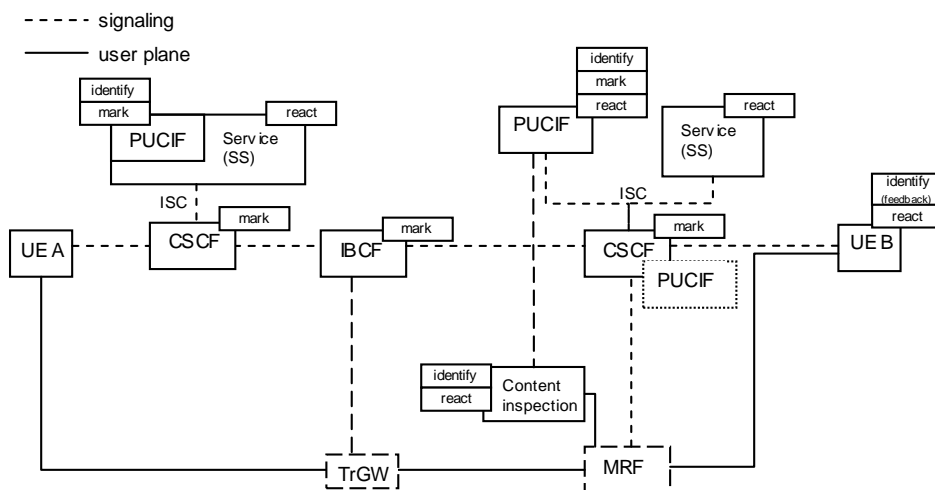 signaling
user plane
identify
mark
PUCIF
Service
(SS)
react
ISC
identify
mark
react
PUCIF
react
Service
(SS)
ISC
identify
(feedback)
react
UE A
CSCF
mark
IBCF
mark
CSCF
mark
PUCIF
UE B
identify
react
Content
inspection
TrGW
MRF